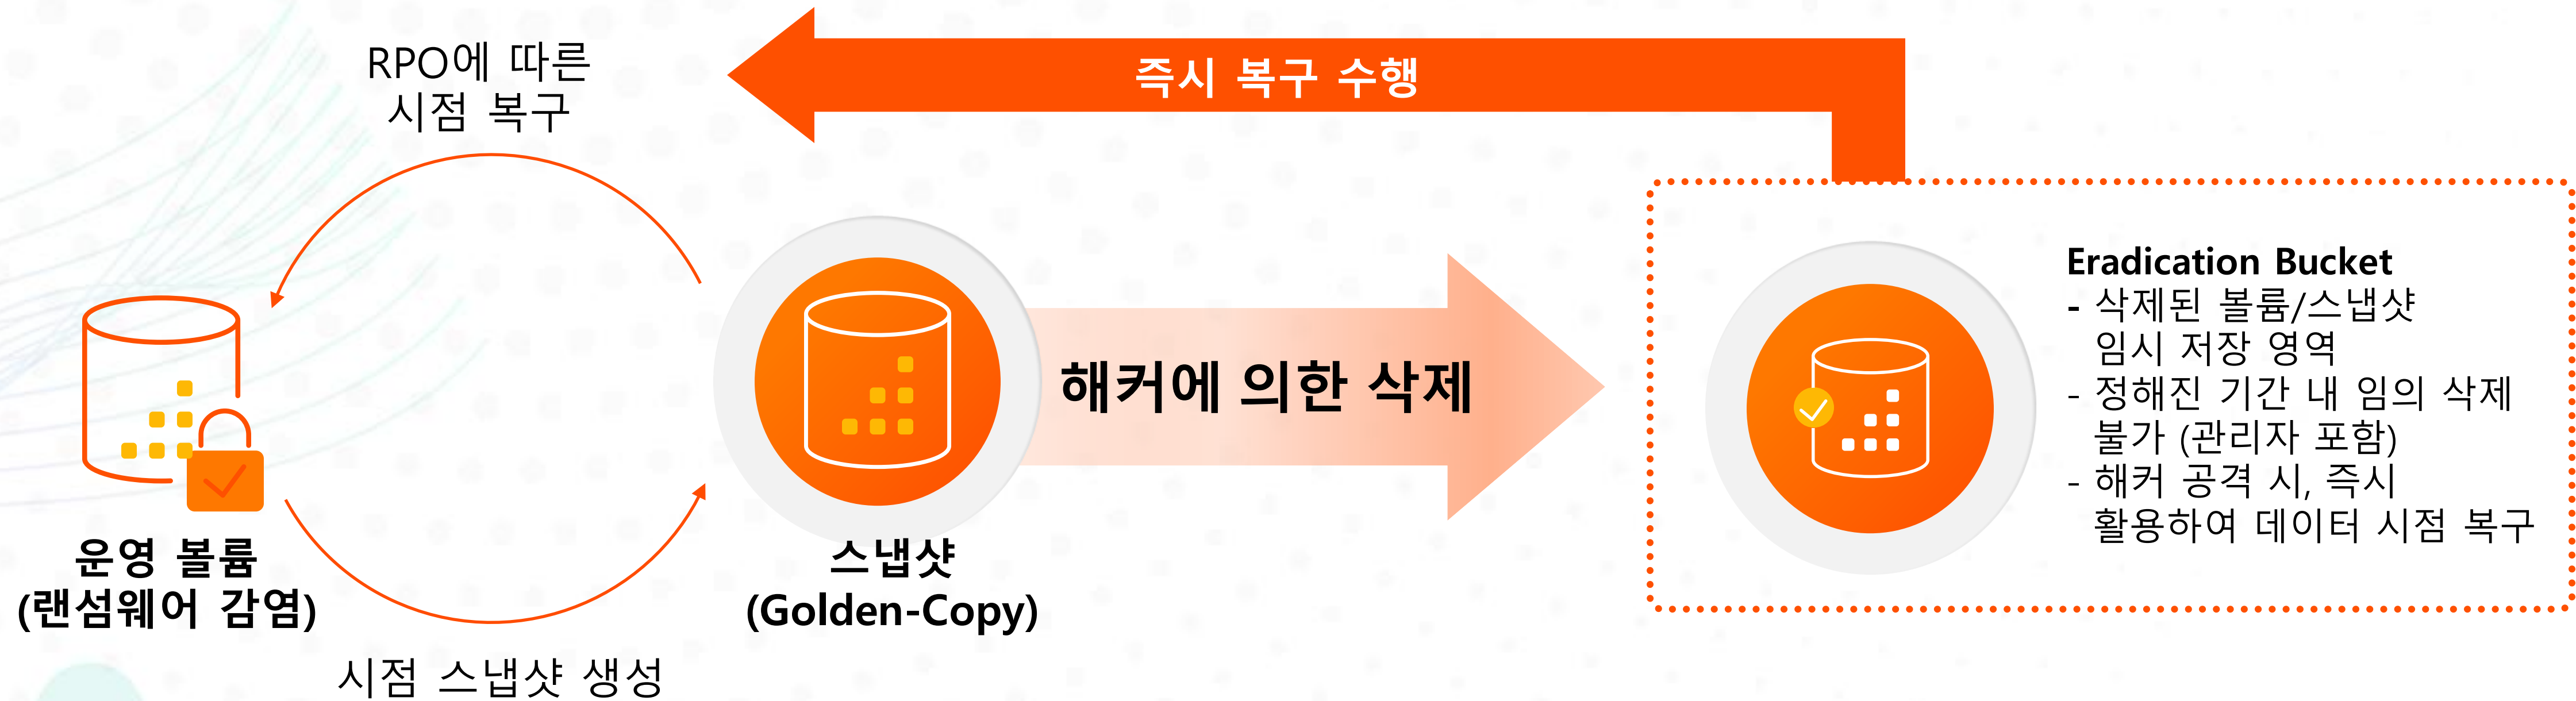 RPO에 따른
시점 복구
즉시 복구 수행
운영 볼륨
(랜섬웨어 감염)
시점 스냅샷 생성
스냅샷
(Golden-Copy)
해커에 의한 삭제
Eradication Bucket
- 삭제된 볼륨/스냅샷
임시 저장 영역
- 정해진 기간 내 임의 삭제
불가 (관리자 포함)
- 해커 공격 시, 즉시
활용하여 데이터 시점 복구